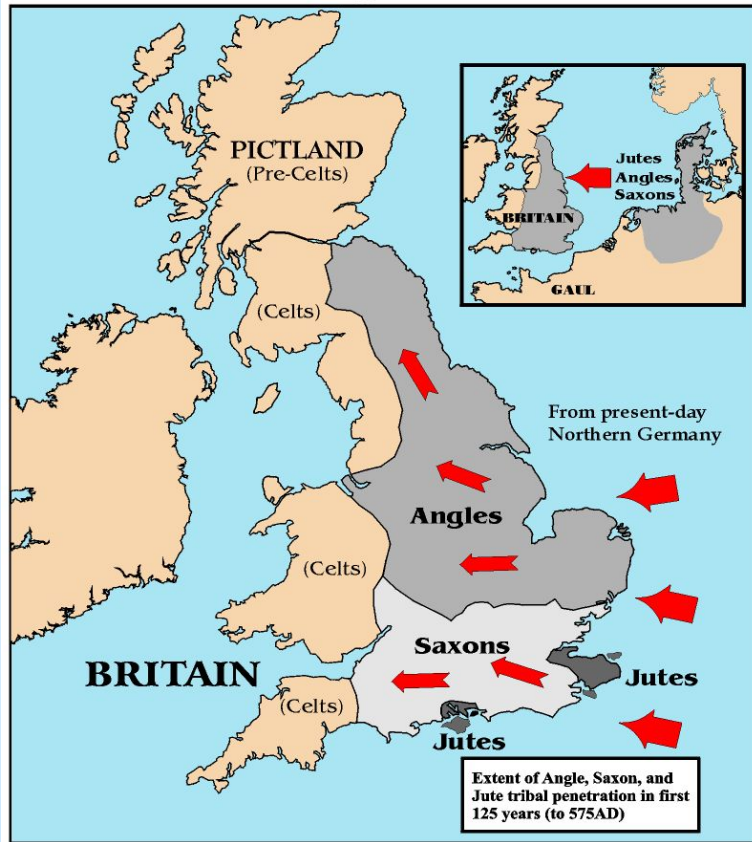 PICTLAND
(Pre-Celts)
Jutes
Angles
Saxons
BRITAIN
GAUL
(Celts)
From present-day
Northern Germany
Angles
(Celts)
Saxons
BRITAIN
Jutes
(Celts)
Jutes
Extent of Angle, Saxon, and
Jute tribal penetration in first
125 years (to 575AD)